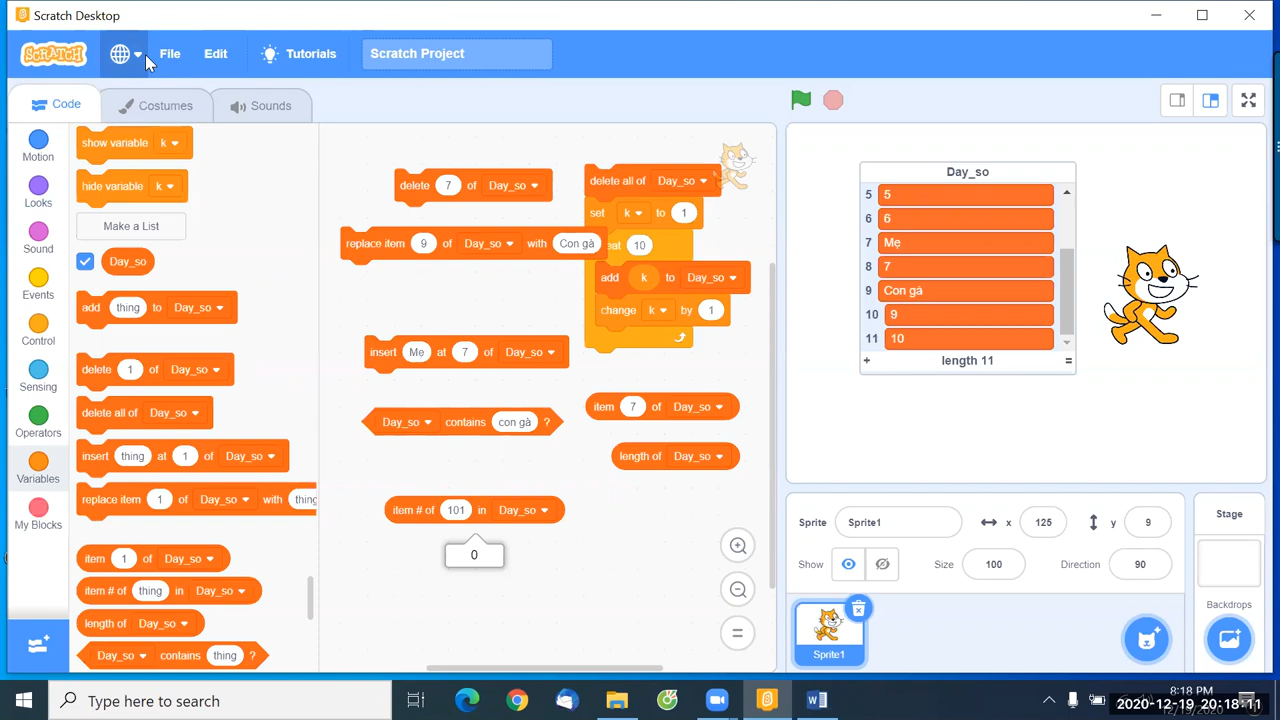 Scratch Desktop
SCRATCH
File
Edit
Tutorials
Scratch Project
Code
Costumes
Sounds
Motion
Looks
Sound
Events
Control
Sensing
Operators
Variables
My Blocks
show variable k
hide variable k
Make a List
Day_so
add thing to Day_so
delete 1 of Day_so
delete all of Day_so
insert thing at 1 of Day_so
replace item 1 of Day_so with thing
item 1 of Day_so
item # of thing in Day_so
length of Day_so
Day_so contains thing ?
delete 7 of Day_so
replace item 9 of Day_so with Con gà
insert Mẹ at 7 of Day_so
Day_so contains con gà ?
item # of 101 in Day_so
0
delete all of Day_so
set k to 1
eat 10
add k to Day_so
change k by 1
item 7 of Day_so
length of Day_so
Day_so
5 5
6 6
7 Mẹ
8 7
9 Con gà
10 9
11 10
+ length 11 =
Sprite Sprite1 x 125 y 9
Show Size 100 Direction 90
Sprite1
Stage
Backdrops
Type here to search
8:18 PM
2020-12-19 20:18:11